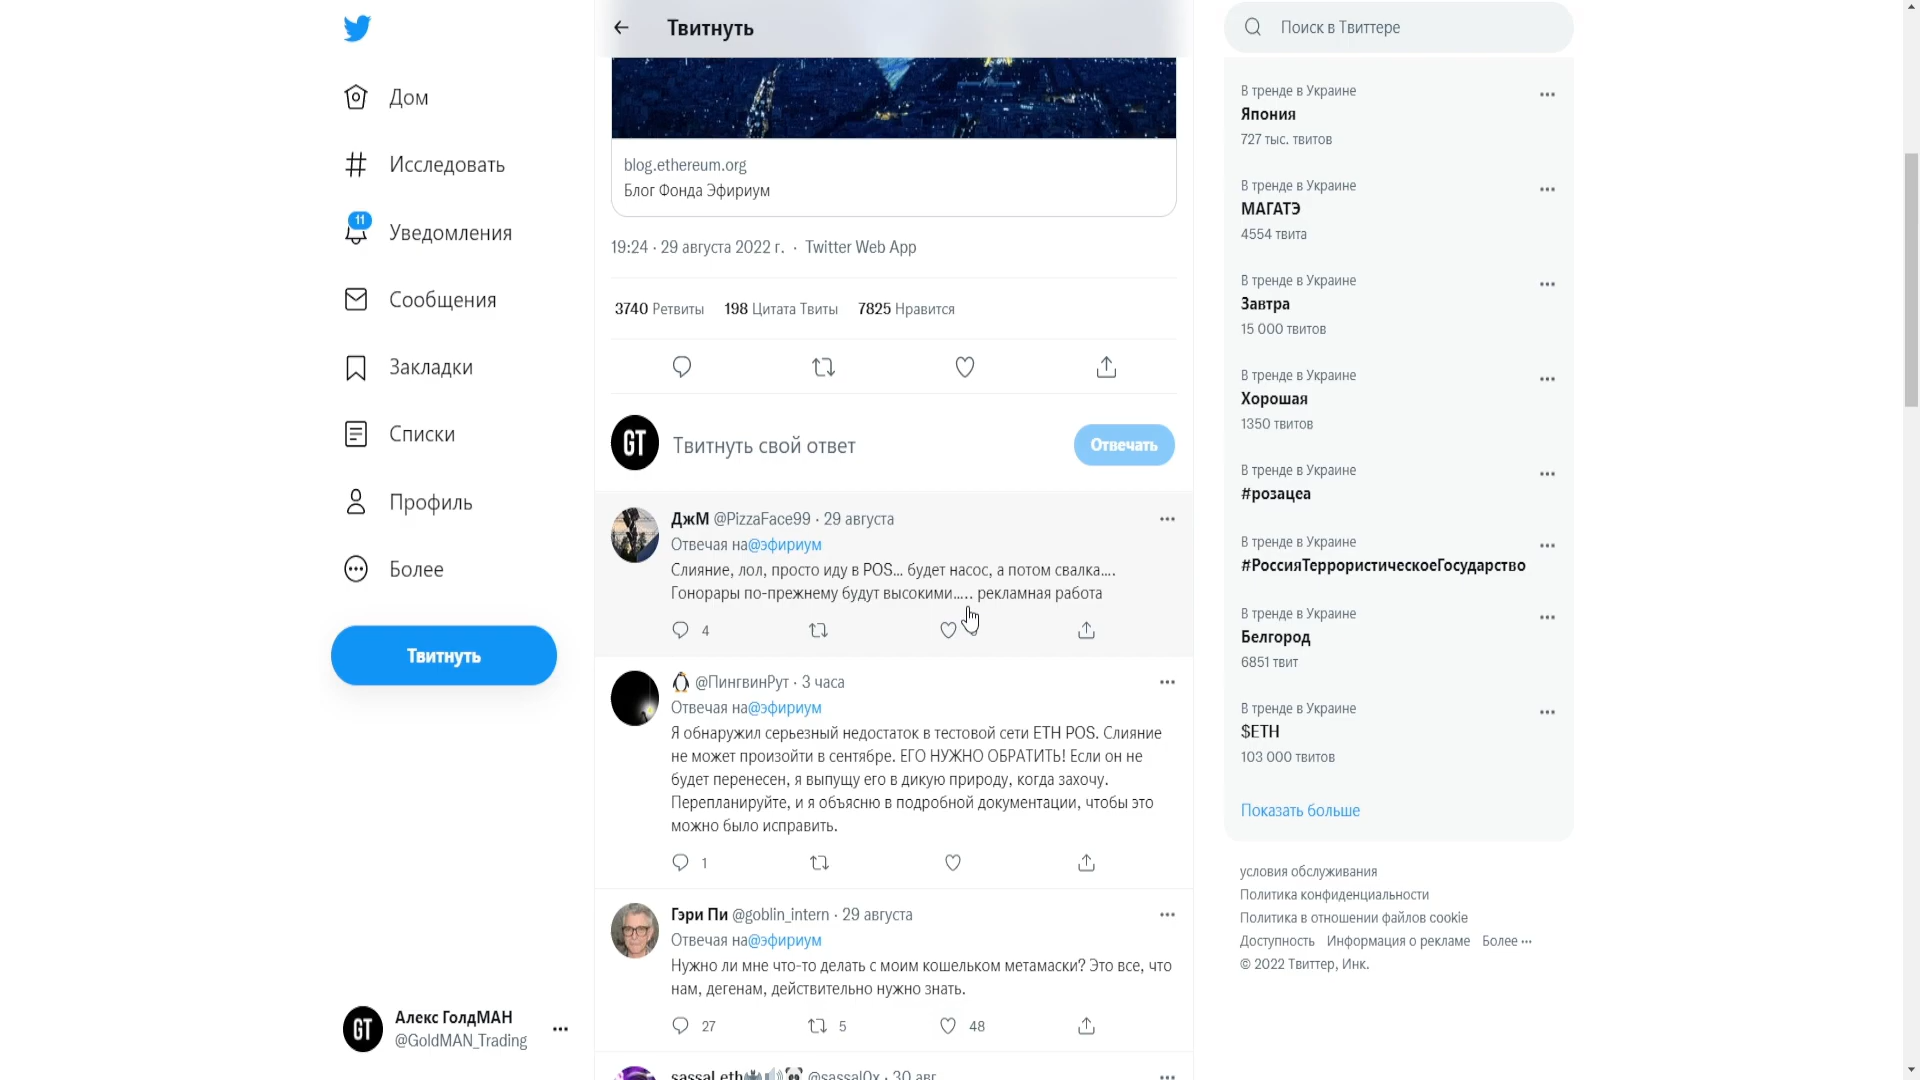 Дом
Исследовать
11
Уведомления
Сообщения
Закладки
Списки
Профиль
Более
Твитнуть
GT
Алекс ГолдМАН
@GoldMAN_Trading
Твитнуть
blog.ethereum.org
Блог Фонда Эфириум
19:24 · 29 августа 2022 г. · Twitter Web App
3740 Ретвиты 198 Цитата Твиты 7825 Нравится
GT
Твитнуть свой ответ
Отвечать
ДжМ @PizzaFace99 · 29 августа
Отвечая на@эфириум
Слияние, лол, просто иду в POS... будет насос, а потом свалка....
Гонорары по-прежнему будут высокими..... рекламная работа
4
@ПингвинРут · 3 часа
Отвечая на@эфириум
Я обнаружил серьезный недостаток в тестовой сети ETH POS. Слияние
не может произойти в сентябре. ЕГО НУЖНО ОБРАТИТЬ! Если он не
будет перенесен, я выпущу его в дикую природу, когда захочу.
Перепланируйте, и я объясню в подробной документации, чтобы это
можно было исправить.
1
Гэри Пи @goblin_intern · 29 августа
Отвечая на@эфириум
Нужно ли мне что-то делать с моим кошельком метамаски? Это все, что
нам, дегенам, действительно нужно знать.
27 5 48
sassal.eth @sassal0x · 30 авг.
Поиск в Твиттере
В тренде в Украине
Япония
727 тыс. твитов
В тренде в Украине
МАГАТЭ
4554 твита
В тренде в Украине
Завтра
15 000 твитов
В тренде в Украине
Хорошая
1350 твитов
В тренде в Украине
#розацеа
В тренде в Украине
#РоссияТеррористическоеГосударство
В тренде в Украине
Белгород
6851 твит
В тренде в Украине
$ETH
103 000 твитов
Показать больше
условия обслуживания
Политика конфиденциальности
Политика в отношении файлов cookie
Доступность Информация о рекламе Более ···
© 2022 Твиттер, Инк.